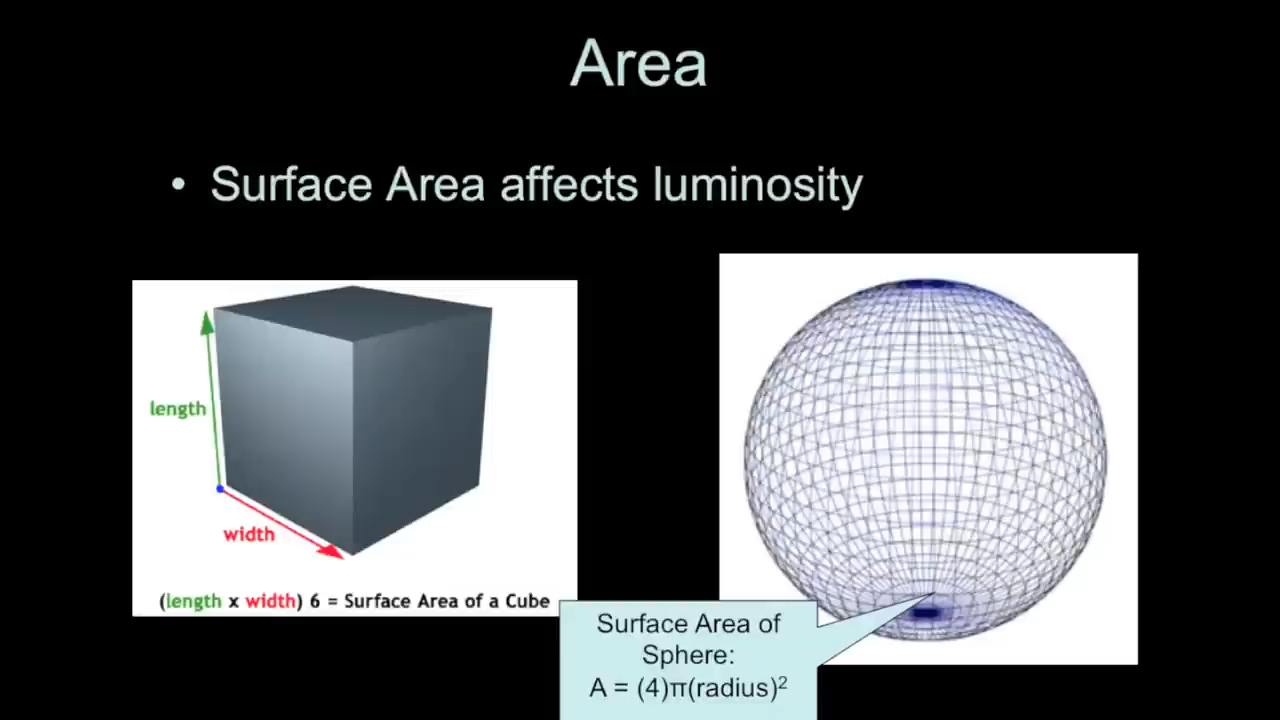 Area
• Surface Area affects luminosity
length
width
(length x width) 6 = Surface Area of a Cube
Surface Area of
Sphere:
A = (4)π(radius)²